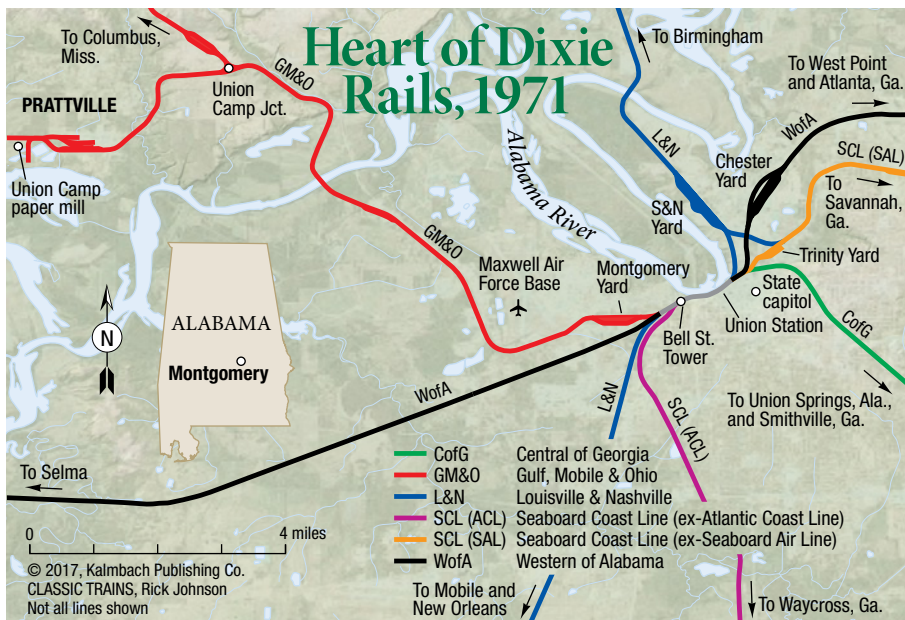 Heart of Dixie
Rails, 1971
To Columbus,
Miss.
GM&O
Union
Camp Jct.
PRATTVILLE
Union Camp
paper mill
To Birmingham
To West Point
and Atlanta, Ga.
WofA
L&N
Chester
Yard
SCL (SAL)
To
Savannah,
Ga.
Alabama River
S&N
Yard
Trinity Yard
GM&O
Maxwell Air
Force Base
Montgomery
Yard
State
capitol
Union Station
Bell St.
Tower
CofG
N
ALABAMA
Montgomery
WofA
L&N
SCL (ACL)
To Union Springs, Ala.,
and Smithville, Ga.
To Selma
CofG Central of Georgia
GM&O Gulf, Mobile & Ohio
L&N Louisville & Nashville
SCL (ACL) Seaboard Coast Line (ex-Atlantic Coast Line)
SCL (SAL) Seaboard Coast Line (ex-Seaboard Air Line)
WofA Western of Alabama
0 4 miles
© 2017, Kalmbach Publishing Co.
CLASSIC TRAINS, Rick Johnson
Not all lines shown
To Mobile and
New Orleans
To Waycross, Ga.